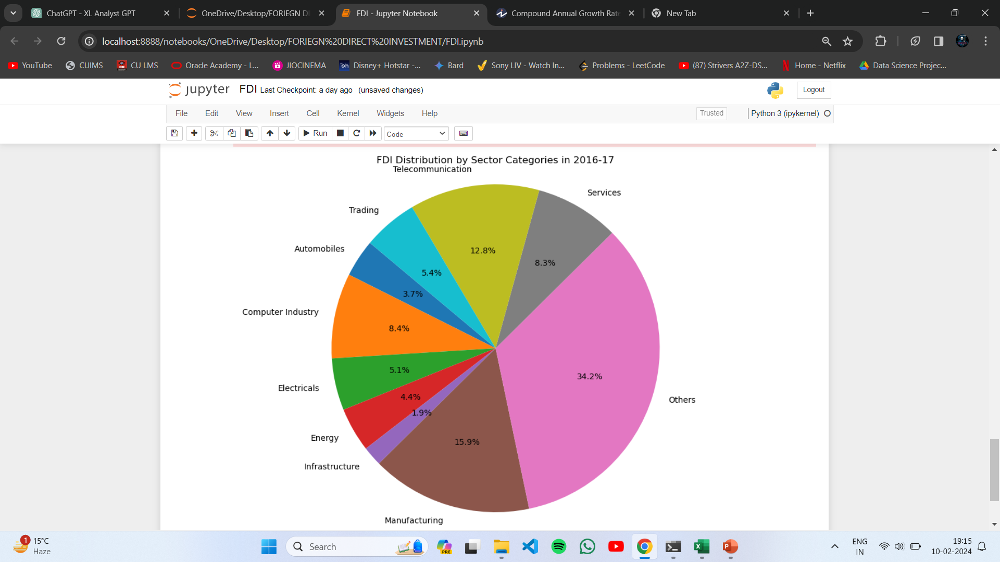 ChatGPT - XL Analyst GPT
OneDrive/Desktop/FORIEGN DI
FDI - Jupyter Notebook
Compound Annual Growth Rate
New Tab
localhost:8888/notebooks/OneDrive/Desktop/FORIEGN%20DIRECT%20INVESTMENT/FDI.ipynb
YouTube
CUIMS
CU LMS
Oracle Academy - L...
JIOCINEMA
Disney+ Hotstar -...
Bard
Sony LIV - Watch In...
Problems - LeetCode
(87) Strivers A2Z-DS...
Home - Netflix
Data Science Projec...
jupyter FDI Last Checkpoint: a day ago (unsaved changes)
Logout
File Edit View Insert Cell Kernel Widgets Help
Trusted
Python 3 (ipykernel)
Run
Code
FDI Distribution by Sector Categories in 2016-17
Telecommunication
Services
Trading
Automobiles
12.8%
8.3%
5.4%
3.7%
Computer Industry
8.4%
5.1%
34.2%
Electricals
4.4%
Others
1.9%
Energy
15.9%
Infrastructure
Manufacturing
1
15°C
Haze
Search
PRE
ENG
IN
19:15
10-02-2024